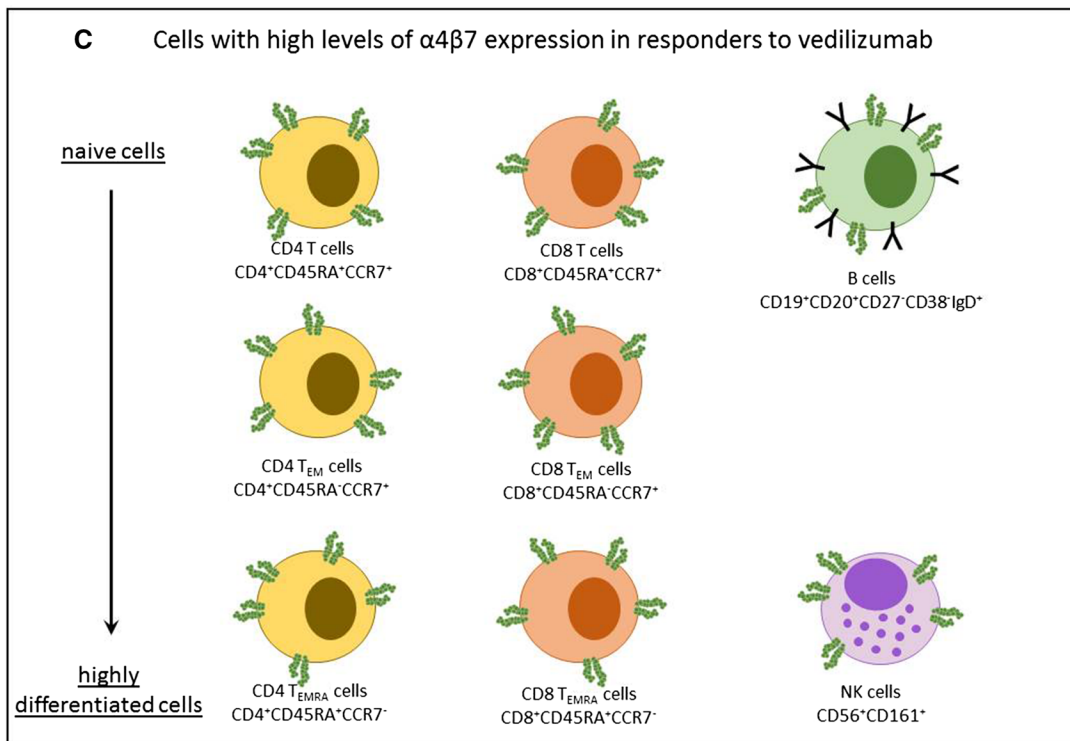 C Cells with high levels of α4β7 expression in responders to vedilizumab
naive cells
CD4 T cells
CD4⁺CD45RA⁺CCR7⁺
CD8 T cells
CD8⁺CD45RA⁺CCR7⁺
B cells
CD19⁺CD20⁺CD27⁻CD38⁻IgD⁺
CD4 T_EM cells
CD4⁺CD45RA⁻CCR7⁺
CD8 T_EM cells
CD8⁺CD45RA⁻CCR7⁺
highly
differentiated cells
CD4 T_EMRA cells
CD4⁺CD45RA⁺CCR7⁻
CD8 T_EMRA cells
CD8⁺CD45RA⁺CCR7⁻
NK cells
CD56⁺CD161⁺